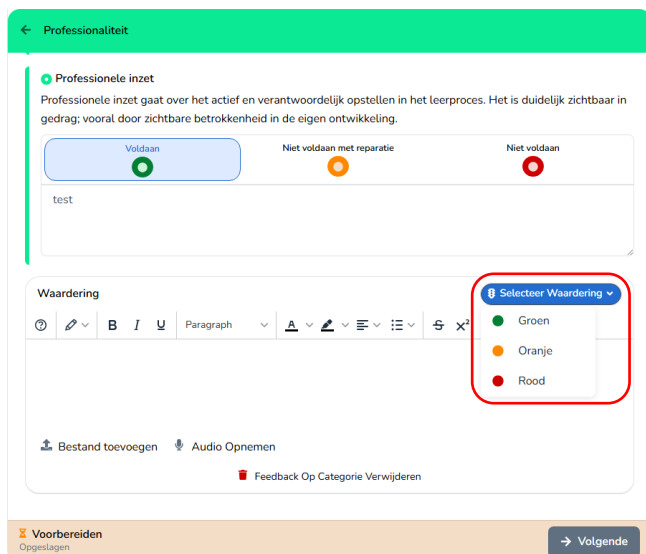 Professionaliteit
Professionele inzet
Professionele inzet gaat over het actief en verantwoordelijk opstellen in het leerproces. Het is duidelijk zichtbaar in
gedrag; vooral door zichtbare betrokkenheid in de eigen ontwikkeling.
Voldaan Niet voldaan met reparatie Niet voldaan
test
Waardering Selecteer Waardering
B I U Paragraph A S X²
Groen
Oranje
Rood
Bestand toevoegen Audio Opnemen
Feedback Op Categorie Verwijderen
Voorbereiden
Opgeslagen
Volgende